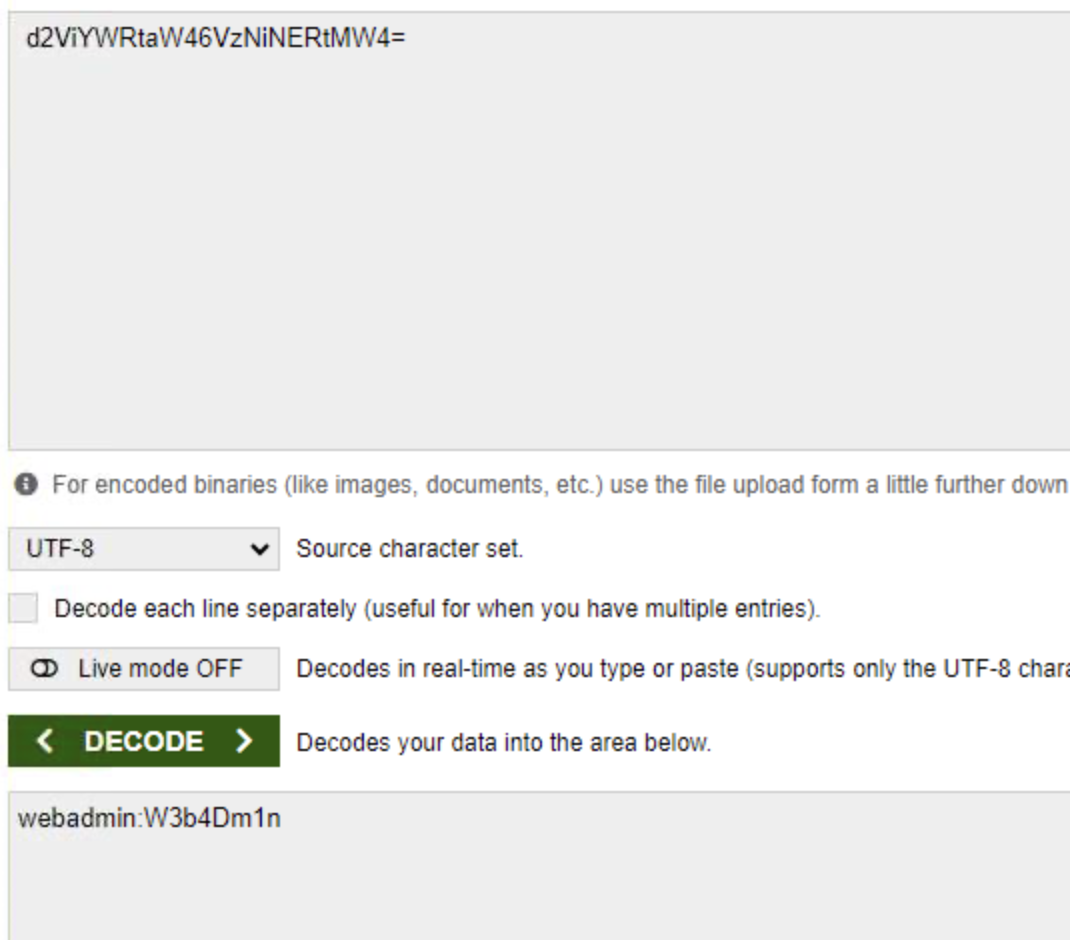 d2ViYWRtaW46VzNiNERtMW4=
For encoded binaries (like images, documents, etc.) use the file upload form a little further down
UTF-8 Source character set.
Decode each line separately (useful for when you have multiple entries).
Live mode OFF Decodes in real-time as you type or paste (supports only the UTF-8 chara
< DECODE > Decodes your data into the area below.
webadmin:W3b4Dm1n